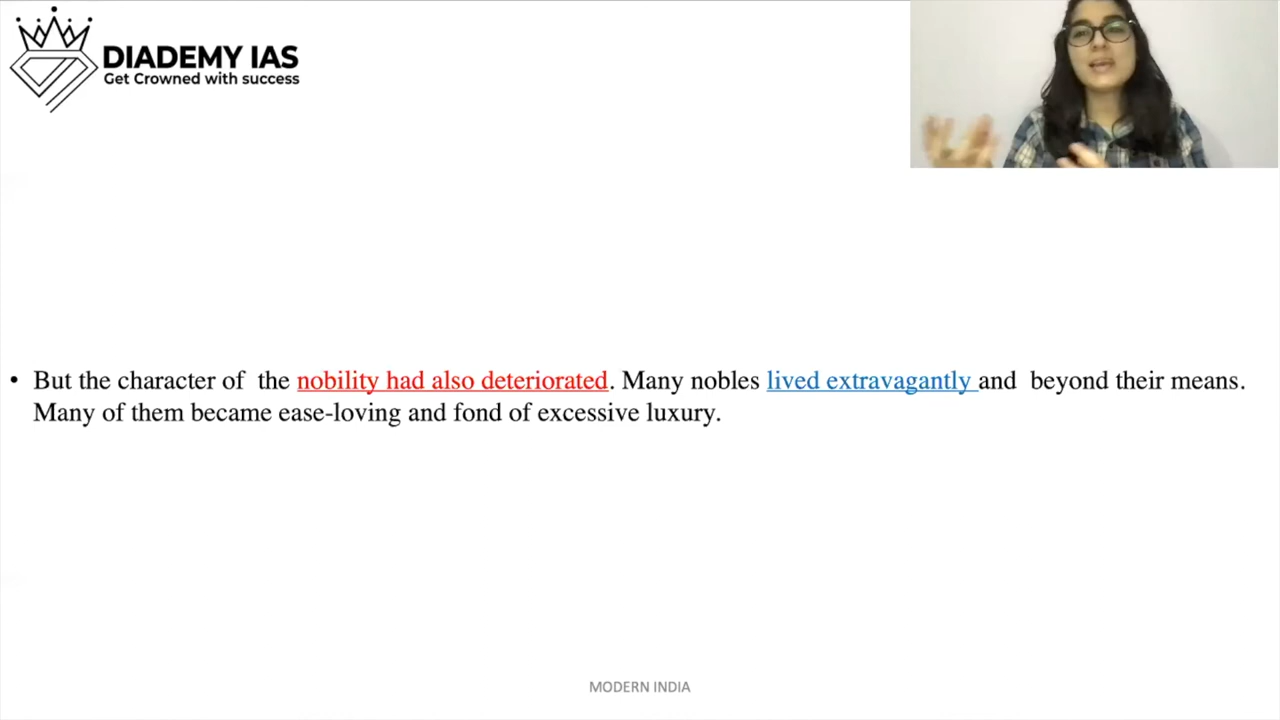 DIADEMY IAS
Get Crowned with success
• But the character of the nobility had also deteriorated. Many nobles lived extravagantly and beyond their means.
Many of them became ease-loving and fond of excessive luxury.
MODERN INDIA